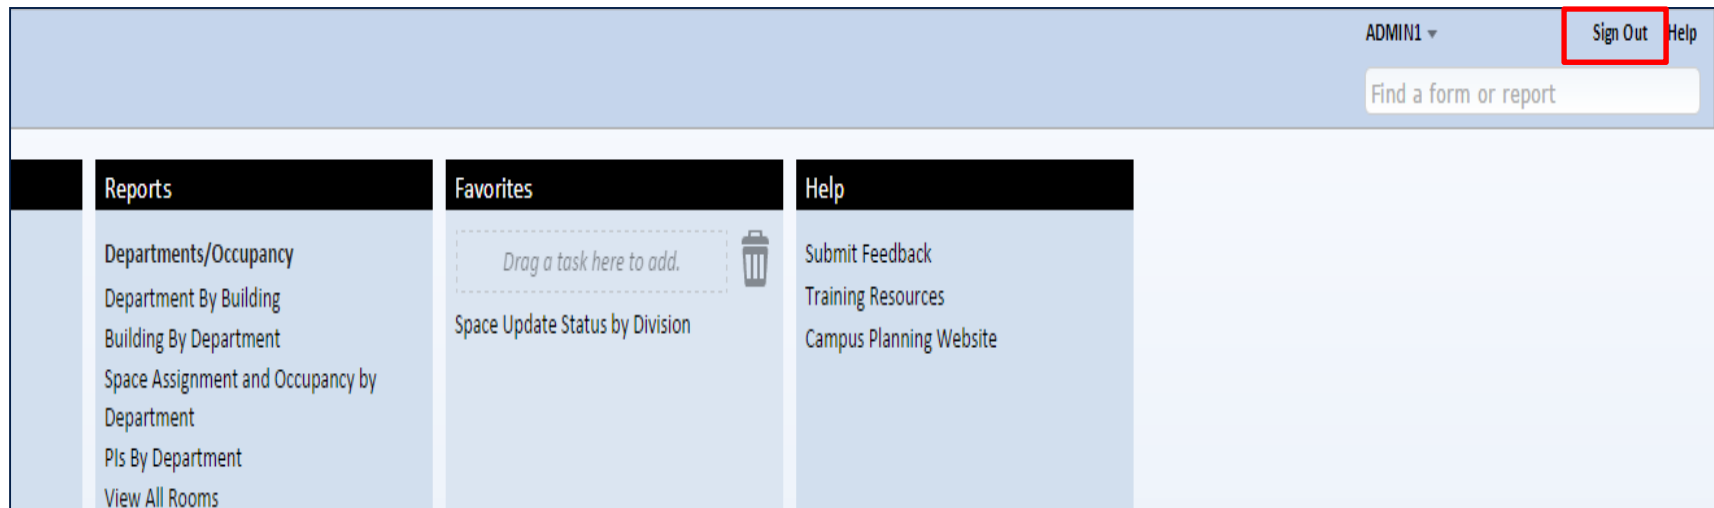 ADMIN1 Sign Out Help
Find a form or report
Reports
Departments/Occupancy
Department By Building
Building By Department
Space Assignment and Occupancy by
Department
PIs By Department
View All Rooms
Favorites
Drag a task here to add.
Space Update Status by Division
Help
Submit Feedback
Training Resources
Campus Planning Website